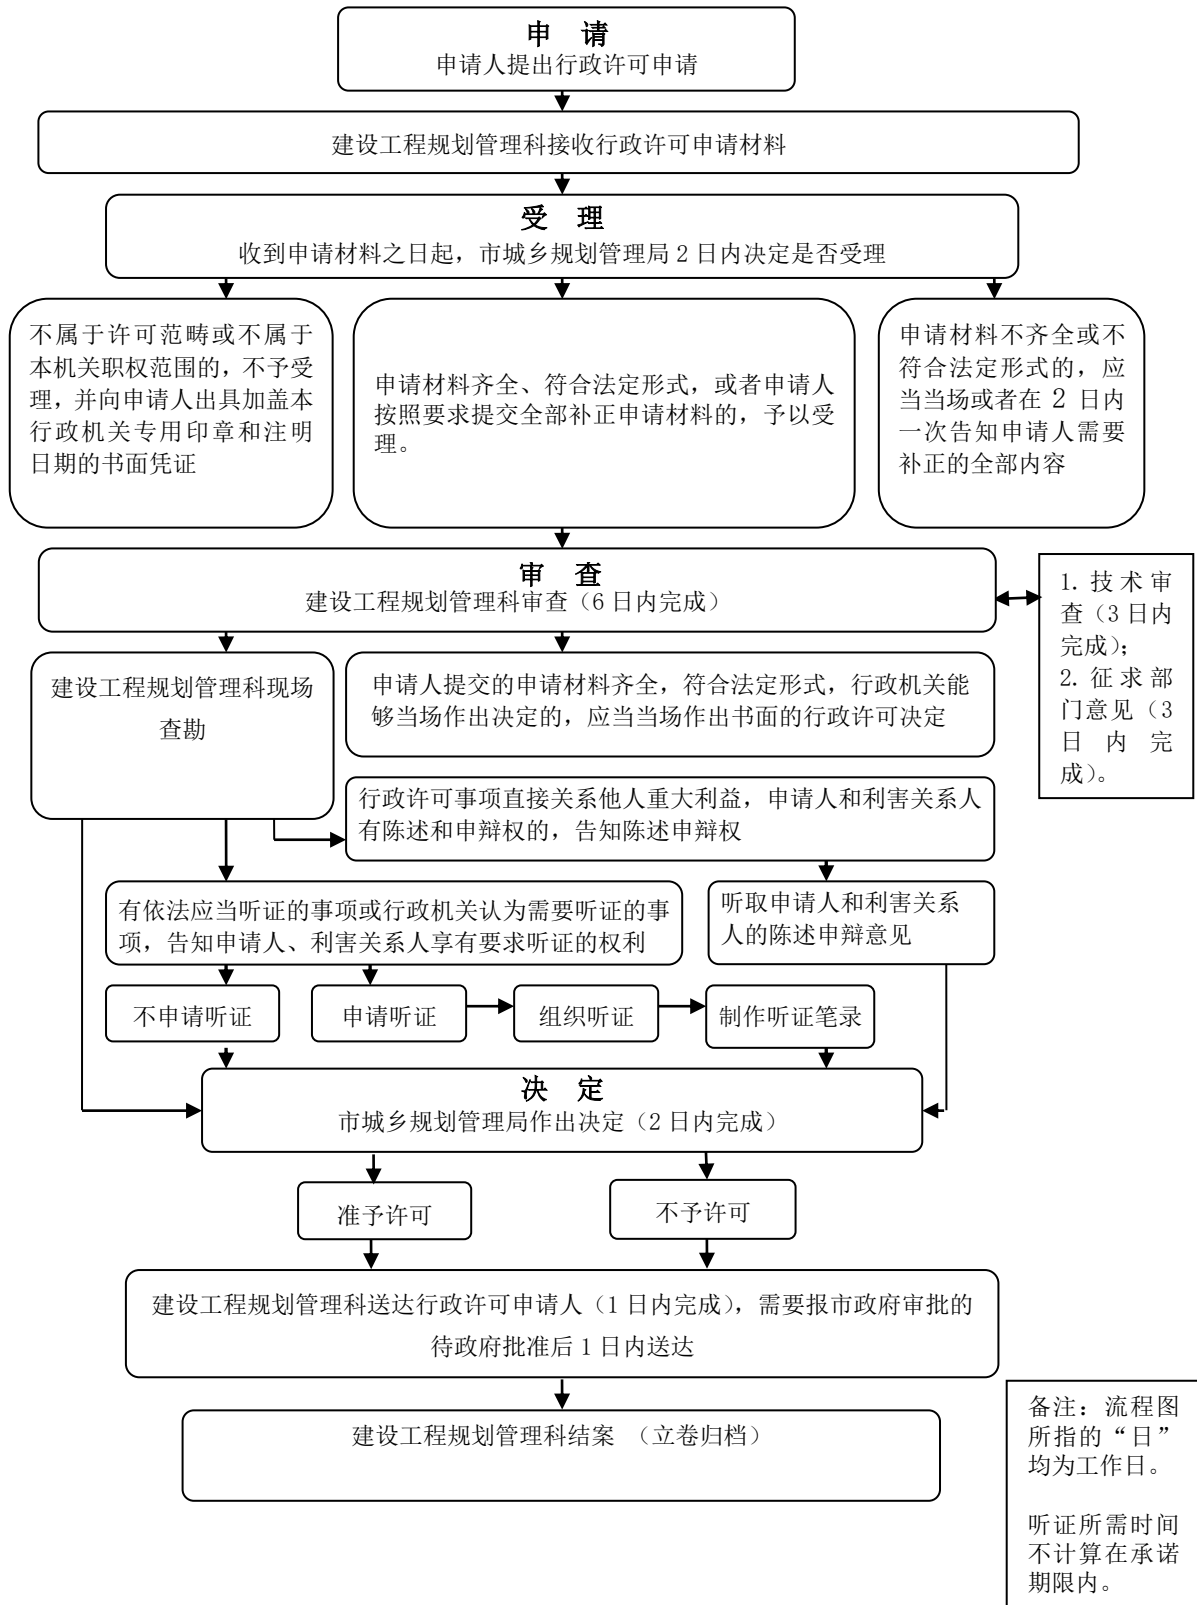 申　请
申请人提出行政许可申请
建设工程规划管理科接收行政许可申请材料
受　理
收到申请材料之日起，市城乡规划管理局 2 日内决定是否受理
不属于许可范畴或不属于
本机关职权范围的，不予受
理，并向申请人出具加盖本
行政机关专用印章和注明
日期的书面凭证
申请材料齐全、符合法定形式，或者申请人
按照要求提交全部补正申请材料的，予以受
理。
申请材料不齐全或不
符合法定形式的，应
当当场或者在 2 日内
一次告知申请人需要
补正的全部内容
审　查
建设工程规划管理科审查（6 日内完成）
1. 技术审
查（3 日内
完成）；
2. 征求部
门意见（3
日内完
成）。
建设工程规划管理科现场
查勘
申请人提交的申请材料齐全，符合法定形式，行政机关能
够当场作出决定的，应当当场作出书面的行政许可决定
行政许可事项直接关系他人重大利益，申请人和利害关系人
有陈述和申辩权的，告知陈述申辩权
有依法应当听证的事项或行政机关认为需要听证的事
项，告知申请人、利害关系人享有要求听证的权利
听取申请人和利害关系
人的陈述申辩意见
不申请听证
申请听证
组织听证
制作听证笔录
决　定
市城乡规划管理局作出决定（2 日内完成）
准予许可
不予许可
建设工程规划管理科送达行政许可申请人（1 日内完成），需要报市政府审批的
待政府批准后 1 日内送达
建设工程规划管理科结案 （立卷归档）
备注：流程图
所指的“日”
均为工作日。
听证所需时间
不计算在承诺
期限内。